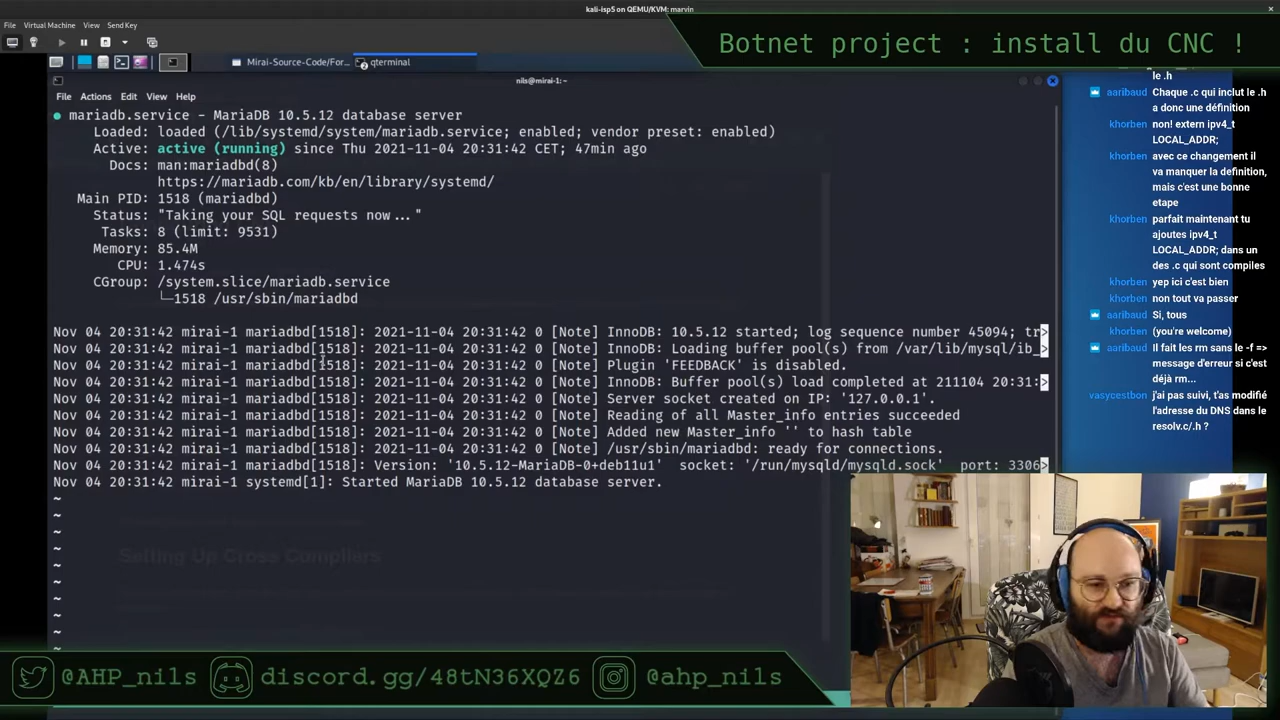 kali-isp5 on QEMU/KVM: marvin
File Virtual Machine View Send Key
Botnet project : install du CNC !
Mirai-Source-Code/For...
qterminal
nils@mirai-1: ~
File Actions Edit View Help
● mariadb.service - MariaDB 10.5.12 database server
Loaded: loaded (/lib/systemd/system/mariadb.service; enabled; vendor preset: enabled)
Active: active (running) since Thu 2021-11-04 20:31:42 CET; 47min ago
Docs: man:mariadbd(8)
https://mariadb.com/kb/en/library/systemd/
Main PID: 1518 (mariadbd)
Status: "Taking your SQL requests now..."
Tasks: 8 (limit: 9531)
Memory: 85.4M
CPU: 1.474s
CGroup: /system.slice/mariadb.service
└─1518 /usr/sbin/mariadbd
Nov 04 20:31:42 mirai-1 mariadbd[1518]: 2021-11-04 20:31:42 0 [Note] InnoDB: 10.5.12 started; log sequence number 45094; tr>
Nov 04 20:31:42 mirai-1 mariadbd[1518]: 2021-11-04 20:31:42 0 [Note] InnoDB: Loading buffer pool(s) from /var/lib/mysql/ib_>
Nov 04 20:31:42 mirai-1 mariadbd[1518]: 2021-11-04 20:31:42 0 [Note] Plugin 'FEEDBACK' is disabled.
Nov 04 20:31:42 mirai-1 mariadbd[1518]: 2021-11-04 20:31:42 0 [Note] InnoDB: Buffer pool(s) load completed at 211104 20:31:>
Nov 04 20:31:42 mirai-1 mariadbd[1518]: 2021-11-04 20:31:42 0 [Note] Server socket created on IP: '127.0.0.1'.
Nov 04 20:31:42 mirai-1 mariadbd[1518]: 2021-11-04 20:31:42 0 [Note] Reading of all Master_info entries succeeded
Nov 04 20:31:42 mirai-1 mariadbd[1518]: 2021-11-04 20:31:42 0 [Note] Added new Master_info '' to hash table
Nov 04 20:31:42 mirai-1 mariadbd[1518]: 2021-11-04 20:31:42 0 [Note] /usr/sbin/mariadbd: ready for connections.
Nov 04 20:31:42 mirai-1 mariadbd[1518]: Version: '10.5.12-MariaDB-0+deb11u1' socket: '/run/mysqld/mysqld.sock' port: 3306>
Nov 04 20:31:42 mirai-1 systemd[1]: Started MariaDB 10.5.12 database server.
~
~
~
~
Setting Up Cross Compilers
~
~
~
~
~
~
le .h
aaribaud Chaque .c qui inclut le .h
a donc une définition
khorben non! extern ipv4_t
LOCAL_ADDR;
khorben avec ce changement il
va manquer la definition,
mais c'est une bonne
etape
khorben parfait maintenant tu
ajoutes ipv4_t
LOCAL_ADDR; dans un
des .c qui sont compiles
khorben yep ici c'est bien
khorben non tout va passer
aaribaud Si, tous
khorben (you're welcome)
aaribaud Il fait les rm sans le -f =>
message d'erreur si c'est
déjà rm...
vasycestbon j'ai pas suivi, t'as modifié
l'adresse du DNS dans le
resolv.c/.h ?
@AHP_nils
discord.gg/48tN36XQZ6
@ahp_nils